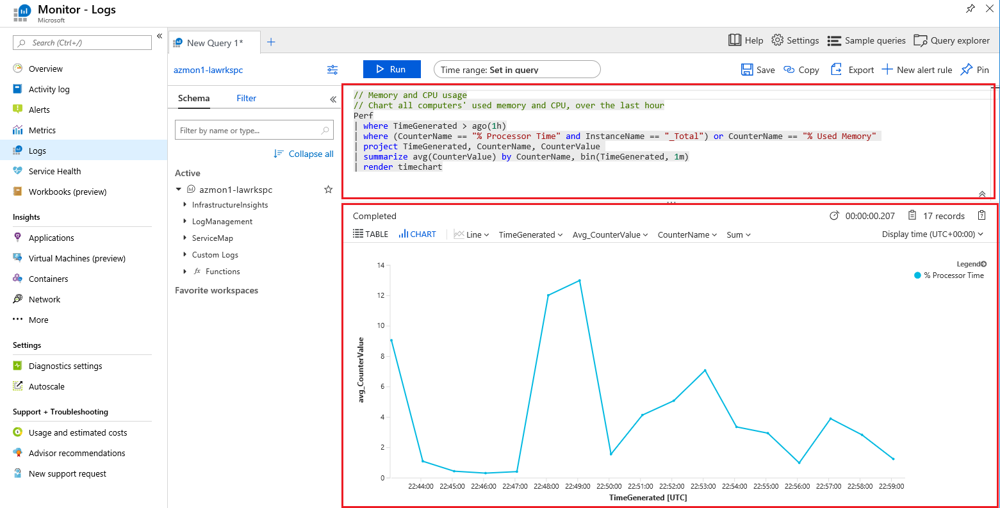 Monitor - Logs
Microsoft
Search (Ctrl+/)
Overview
Activity log
Alerts
Metrics
Logs
Service Health
Workbooks (preview)
Insights
Applications
Virtual Machines (preview)
Containers
Network
More
Settings
Diagnostics settings
Autoscale
Support + Troubleshooting
Usage and estimated costs
Advisor recommendations
New support request
New Query 1*
Help
Settings
Sample queries
Query explorer
azmon1-lawrkspc
Run
Time range: Set in query
Save
Copy
Export
New alert rule
Pin
Schema
Filter
Filter by name or type...
Collapse all
Active
azmon1-lawrkspc
InfrastructureInsights
LogManagement
ServiceMap
Custom Logs
fx Functions
Favorite workspaces
// Memory and CPU usage
// Chart all computers' used memory and CPU, over the last hour
Perf
| where TimeGenerated > ago(1h)
| where (CounterName == "% Processor Time" and InstanceName == "_Total") or CounterName == "% Used Memory"
| project TimeGenerated, CounterName, CounterValue
| summarize avg(CounterValue) by CounterName, bin(TimeGenerated, 1m)
| render timechart
Completed
00:00:00.207
17 records
TABLE
CHART
Line
TimeGenerated
Avg_CounterValue
CounterName
Sum
Display time (UTC+00:00)
Legend
% Processor Time
avg_CounterValue
14
12
10
8
6
4
2
0
22:44:00 22:45:00 22:46:00 22:47:00 22:48:00 22:49:00 22:50:00 22:51:00 22:52:00 22:53:00 22:54:00 22:55:00 22:56:00 22:57:00 22:58:00 22:59:00
TimeGenerated [UTC]